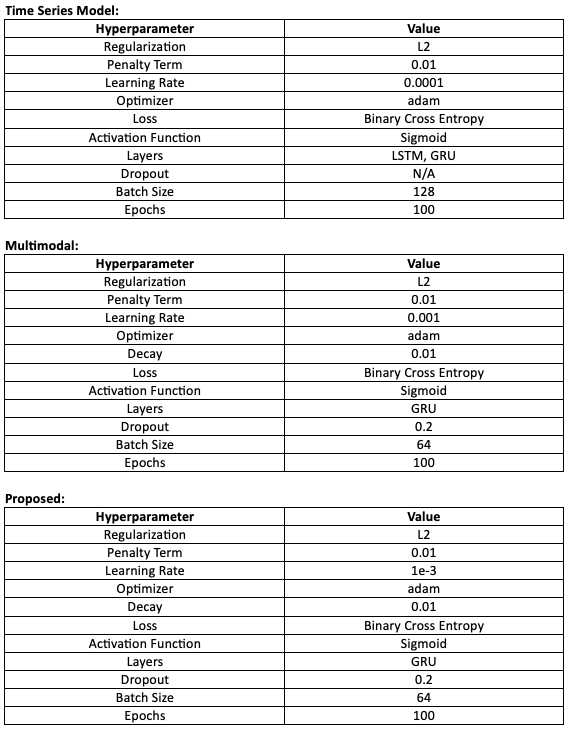 Time Series Model:
Hyperparameter Value
Regularization L2
Penalty Term 0.01
Learning Rate 0.0001
Optimizer adam
Loss Binary Cross Entropy
Activation Function Sigmoid
Layers LSTM, GRU
Dropout N/A
Batch Size 128
Epochs 100
Multimodal:
Hyperparameter Value
Regularization L2
Penalty Term 0.01
Learning Rate 0.001
Optimizer adam
Decay 0.01
Loss Binary Cross Entropy
Activation Function Sigmoid
Layers GRU
Dropout 0.2
Batch Size 64
Epochs 100
Proposed:
Hyperparameter Value
Regularization L2
Penalty Term 0.01
Learning Rate 1e-3
Optimizer adam
Decay 0.01
Loss Binary Cross Entropy
Activation Function Sigmoid
Layers GRU
Dropout 0.2
Batch Size 64
Epochs 100